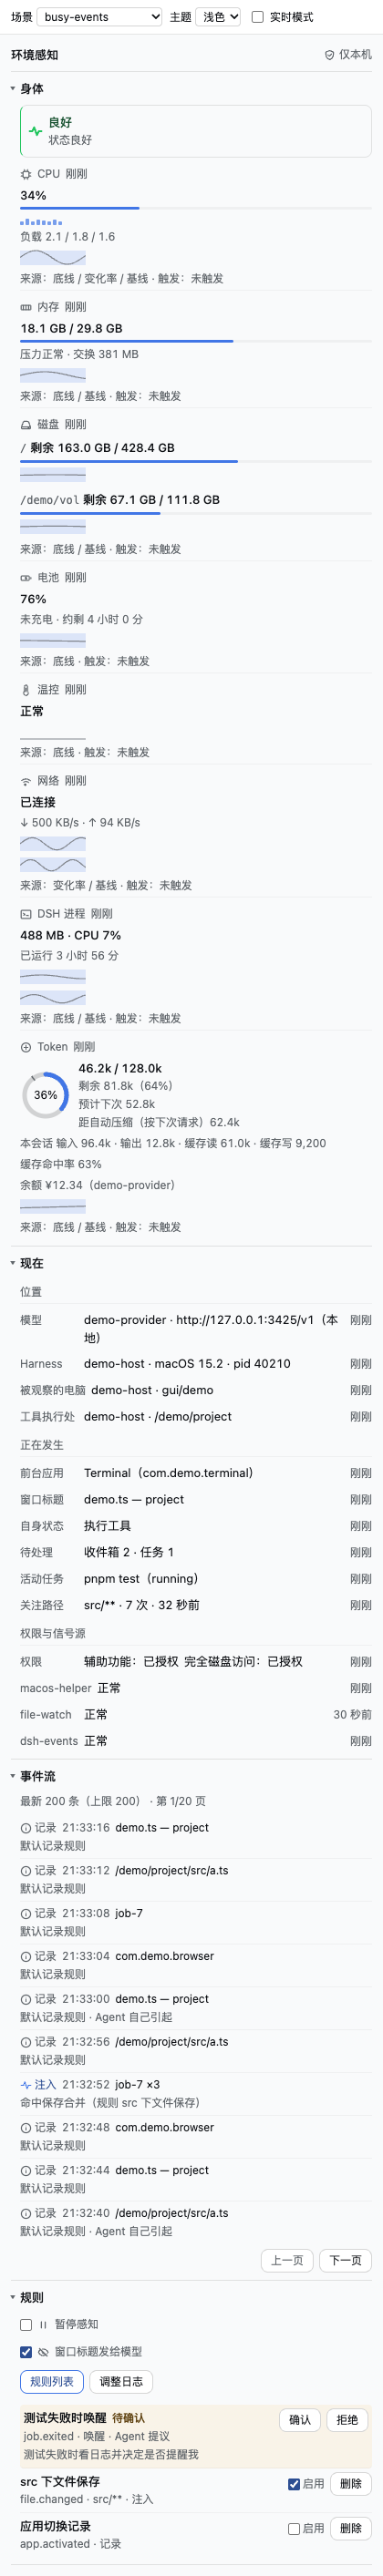 场景 busy-events 主题 浅色 实时模式
环境感知 仅本机
身体
良好
状态良好
CPU 刚刚
34%
负载 2.1 / 1.8 / 1.6
来源：底线 / 变化率 / 基线 · 触发：未触发
内存 刚刚
18.1 GB / 29.8 GB
压力正常 · 交换 381 MB
来源：底线 / 基线 · 触发：未触发
磁盘 刚刚
/ 剩余 163.0 GB / 428.4 GB
/demo/vol 剩余 67.1 GB / 111.8 GB
来源：底线 / 基线 · 触发：未触发
电池 刚刚
76%
未充电 · 约剩 4 小时 0 分
来源：底线 · 触发：未触发
温控 刚刚
正常
来源：底线 · 触发：未触发
网络 刚刚
已连接
↓ 500 KB/s · ↑ 94 KB/s
来源：变化率 / 基线 · 触发：未触发
DSH 进程 刚刚
488 MB · CPU 7%
已运行 3 小时 56 分
来源：底线 / 基线 · 触发：未触发
Token 刚刚
36%
46.2k / 128.0k
剩余 81.8k（64%）
预计下次 52.8k
距自动压缩（按下次请求）62.4k
本会话 输入 96.4k · 输出 12.8k · 缓存读 61.0k · 缓存写 9,200
缓存命中率 63%
余额 ¥12.34（demo-provider）
来源：底线 / 基线 · 触发：未触发
现在
位置
模型 demo-provider · http://127.0.0.1:3425/v1（本地） 刚刚
Harness demo-host · macOS 15.2 · pid 40210 刚刚
被观察的电脑 demo-host · gui/demo 刚刚
工具执行处 demo-host · /demo/project 刚刚
正在发生
前台应用 Terminal（com.demo.terminal） 刚刚
窗口标题 demo.ts — project 刚刚
自身状态 执行工具 刚刚
待处理 收件箱 2 · 任务 1 刚刚
活动任务 pnpm test（running） 刚刚
关注路径 src/** · 7 次 · 32 秒前 刚刚
权限与信号源
权限 辅助功能：已授权 完全磁盘访问：已授权 刚刚
macos-helper 正常 刚刚
file-watch 正常 30 秒前
dsh-events 正常 刚刚
事件流
最新 200 条（上限 200） · 第 1/20 页
记录 21:33:16 demo.ts — project
默认记录规则
记录 21:33:12 /demo/project/src/a.ts
默认记录规则
记录 21:33:08 job-7
默认记录规则
记录 21:33:04 com.demo.browser
默认记录规则
记录 21:33:00 demo.ts — project
默认记录规则 · Agent 自己引起
记录 21:32:56 /demo/project/src/a.ts
默认记录规则
注入 21:32:52 job-7 ×3
命中保存合并（规则 src 下文件保存）
记录 21:32:48 com.demo.browser
默认记录规则
记录 21:32:44 demo.ts — project
默认记录规则
记录 21:32:40 /demo/project/src/a.ts
默认记录规则 · Agent 自己引起
上一页 下一页
规则
暂停感知
窗口标题发给模型
规则列表 调整日志
测试失败时唤醒 待确认 确认 拒绝
job.exited · 唤醒 · Agent 提议
测试失败时看日志并决定是否提醒我
src 下文件保存 启用 删除
file.changed · src/** · 注入
应用切换记录 启用 删除
app.activated · 记录